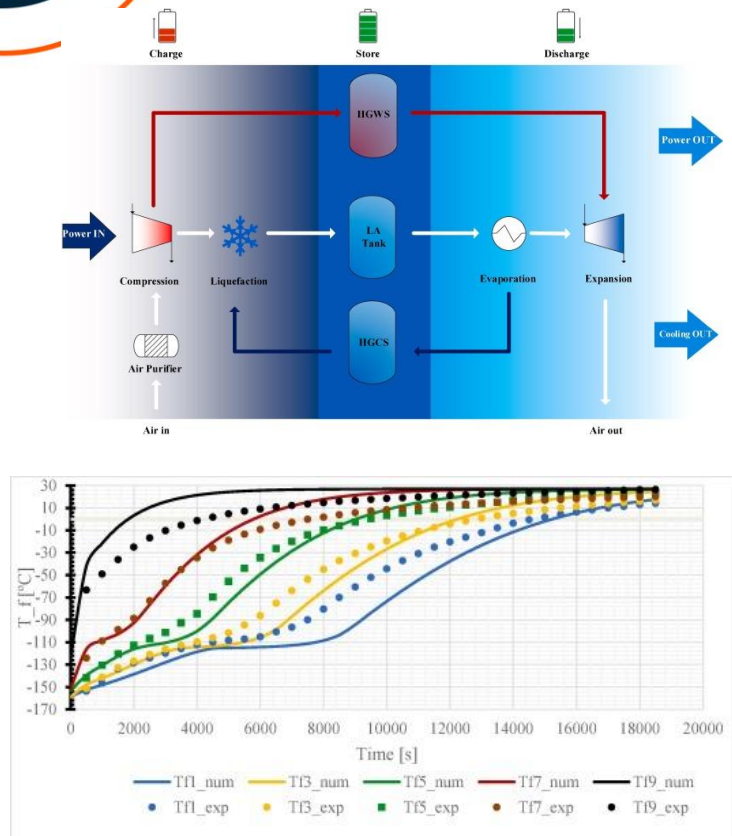 Charge
Store
Discharge
HGWS
Power OUT
Power IN
LA
Tank
Compression
Liquefaction
Evaporation
Expansion
HGCS
Cooling OUT
Air Purifier
Air in
Air out
30
10
-10
-30
-50
-70
-90
-110
-130
-150
-170
T_f [°C]
0 2000 4000 6000 8000 10000 12000 14000 16000 18000 20000
Time [s]
Tf1_num Tf3_num Tf5_num Tf7_num Tf9_num
Tf1_exp Tf3_exp Tf5_exp Tf7_exp Tf9_exp